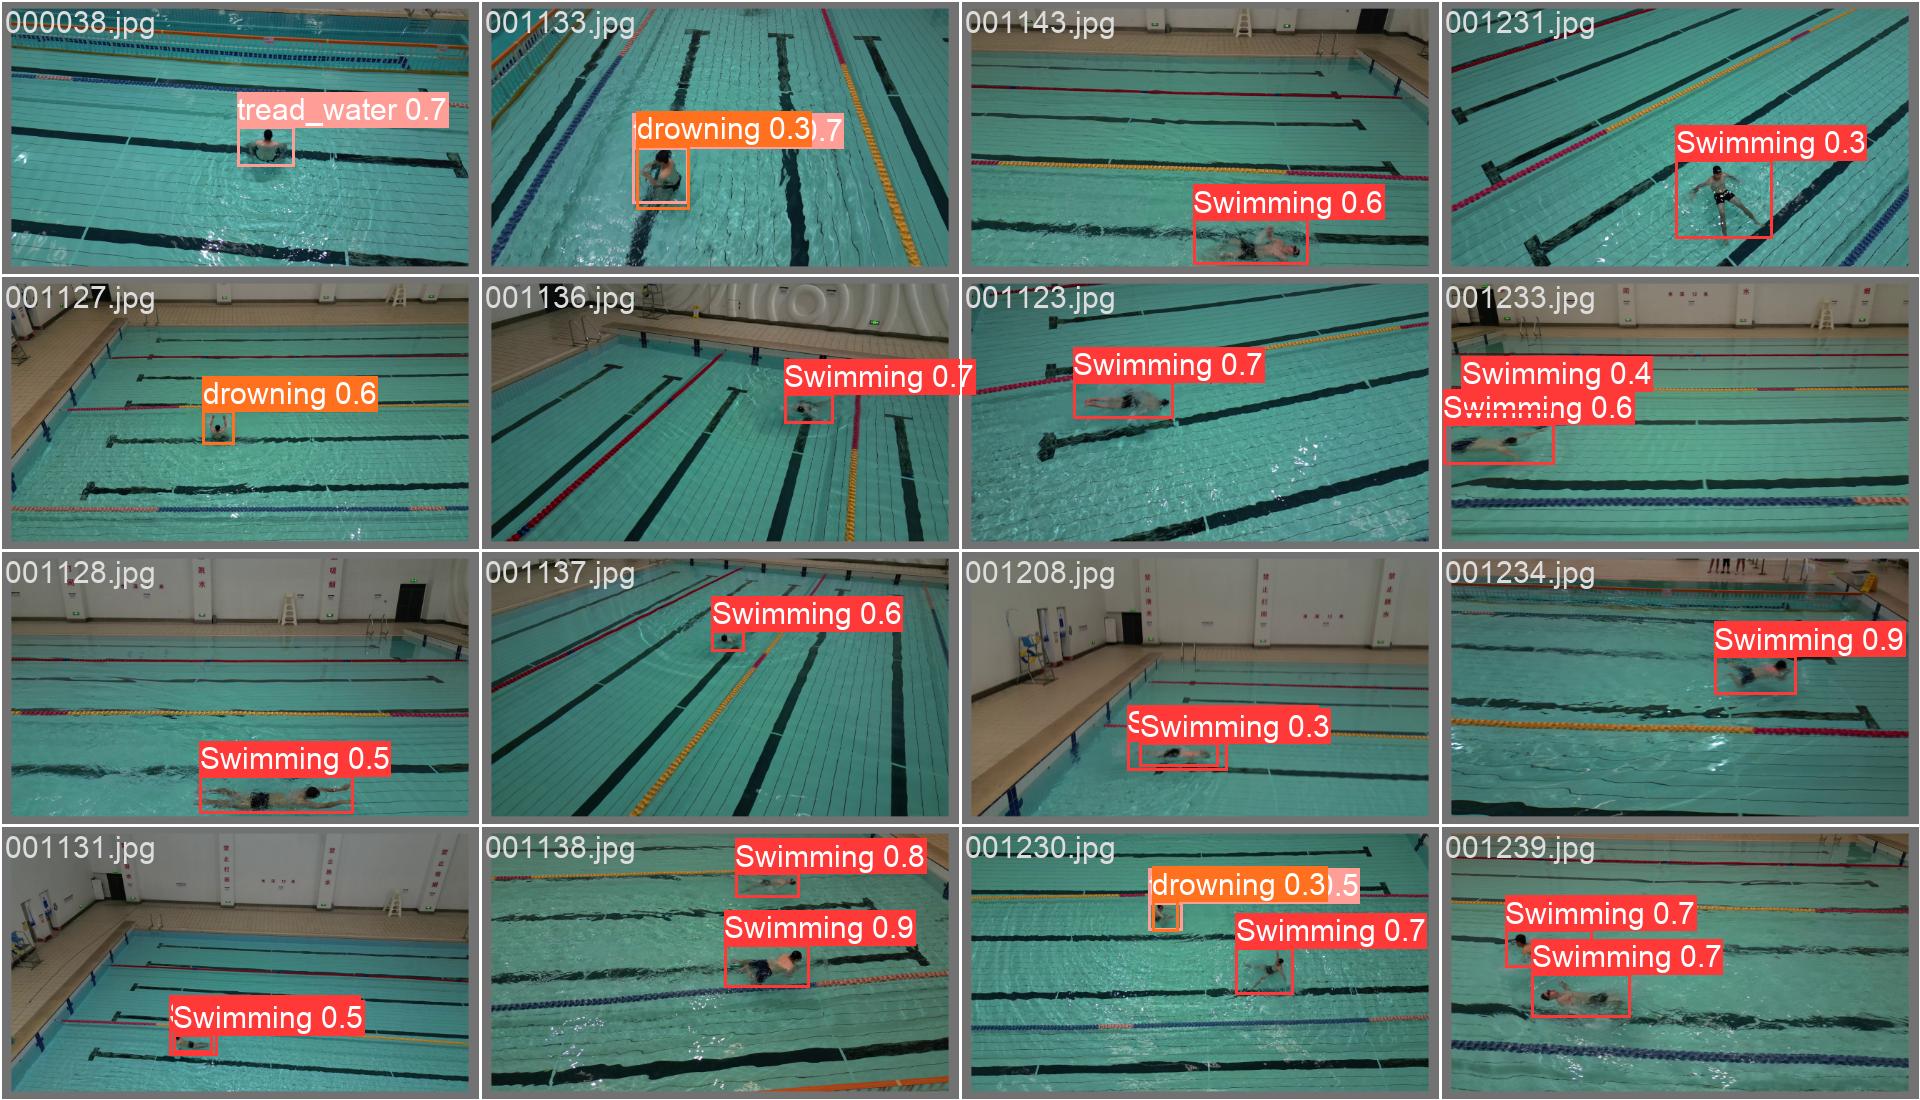 000038.jpg
tread_water 0.7
001133.jpg
drowning 0.3
0.7
001143.jpg
Swimming 0.6
001231.jpg
Swimming 0.3
001127.jpg
drowning 0.6
001136.jpg
Swimming 0.7
001123.jpg
Swimming 0.7
001233.jpg
Swimming 0.4
Swimming 0.6
001128.jpg
Swimming 0.5
001137.jpg
Swimming 0.6
001208.jpg
S
Swimming 0.3
001234.jpg
Swimming 0.9
001131.jpg
Swimming 0.5
001138.jpg
Swimming 0.8
Swimming 0.9
001230.jpg
drowning 0.3
0.5
Swimming 0.7
001239.jpg
Swimming 0.7
Swimming 0.7